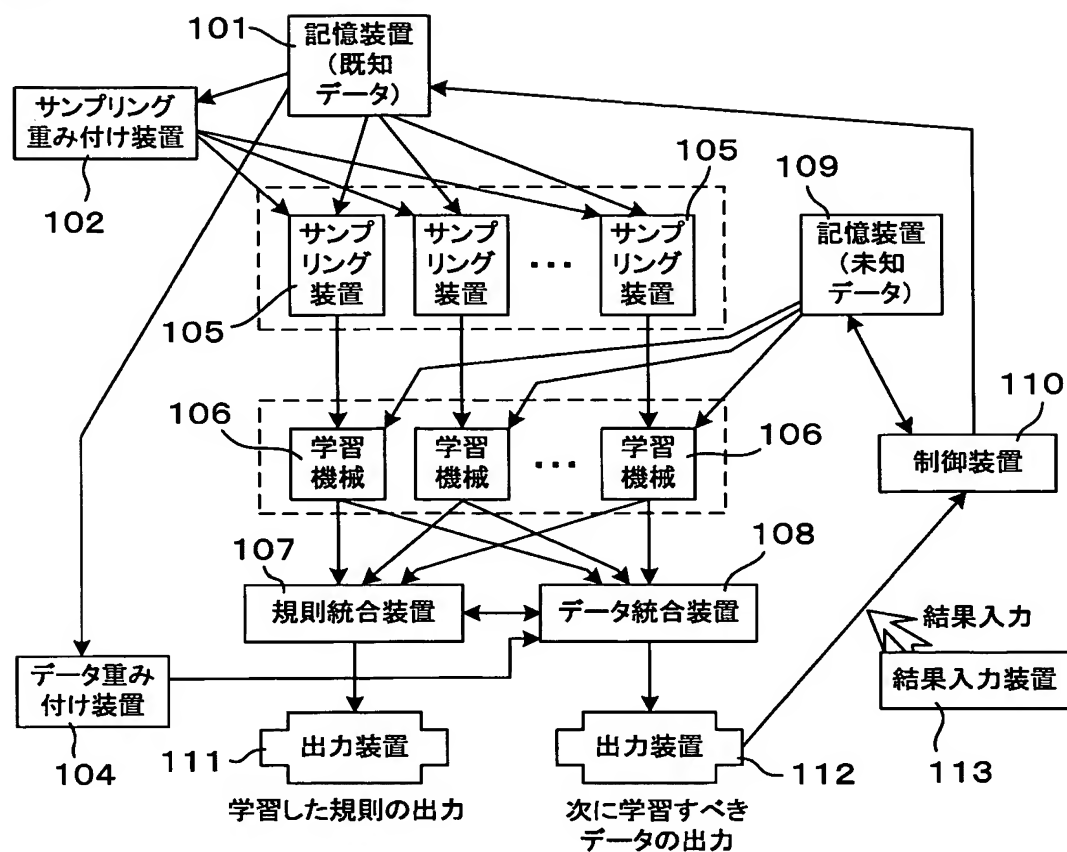 101
記憶装置
(既知
データ)
サンプリング
重み付け装置
102
105
109
サンプ
リング
装置
サンプ
リング
装置
...
サンプ
リング
装置
105
記憶装置
(未知
データ)
106
学習
機械
学習
機械
...
学習
機械
106
110
制御装置
107
108
規則統合装置
データ統合装置
結果入力
結果入力装置
113
データ重み
付け装置
104
111
出力装置
出力装置
112
学習した規則の出力
次に学習すべき
データの出力